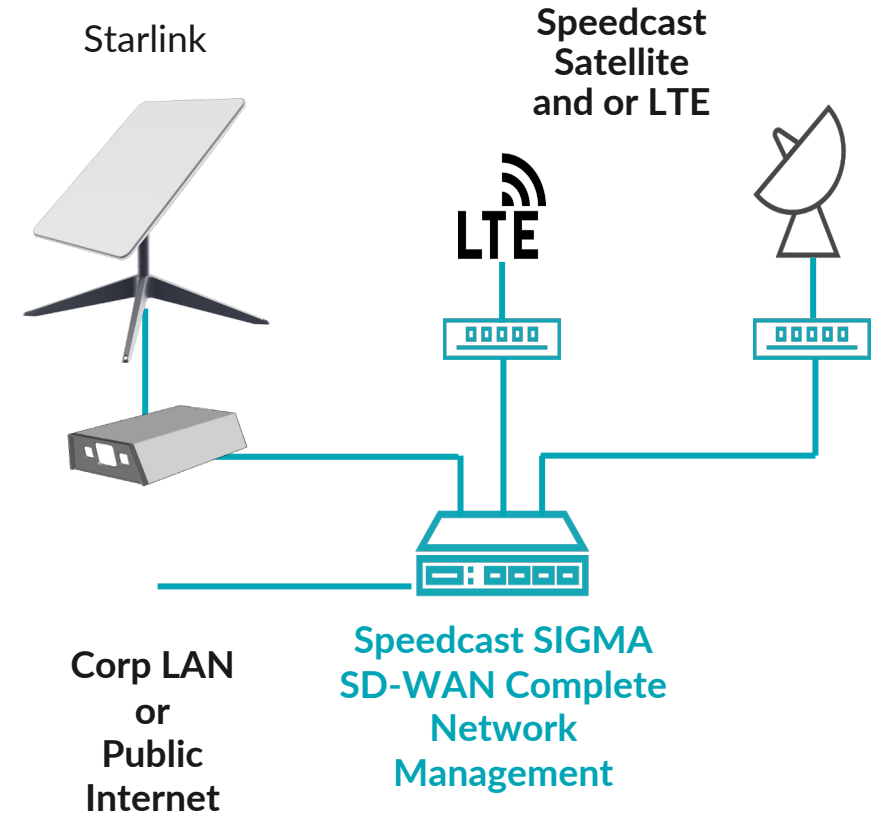 Starlink
Speedcast
Satellite
and or LTE
LTE
Corp LAN
or
Public
Internet
Speedcast SIGMA
SD-WAN Complete
Network
Management